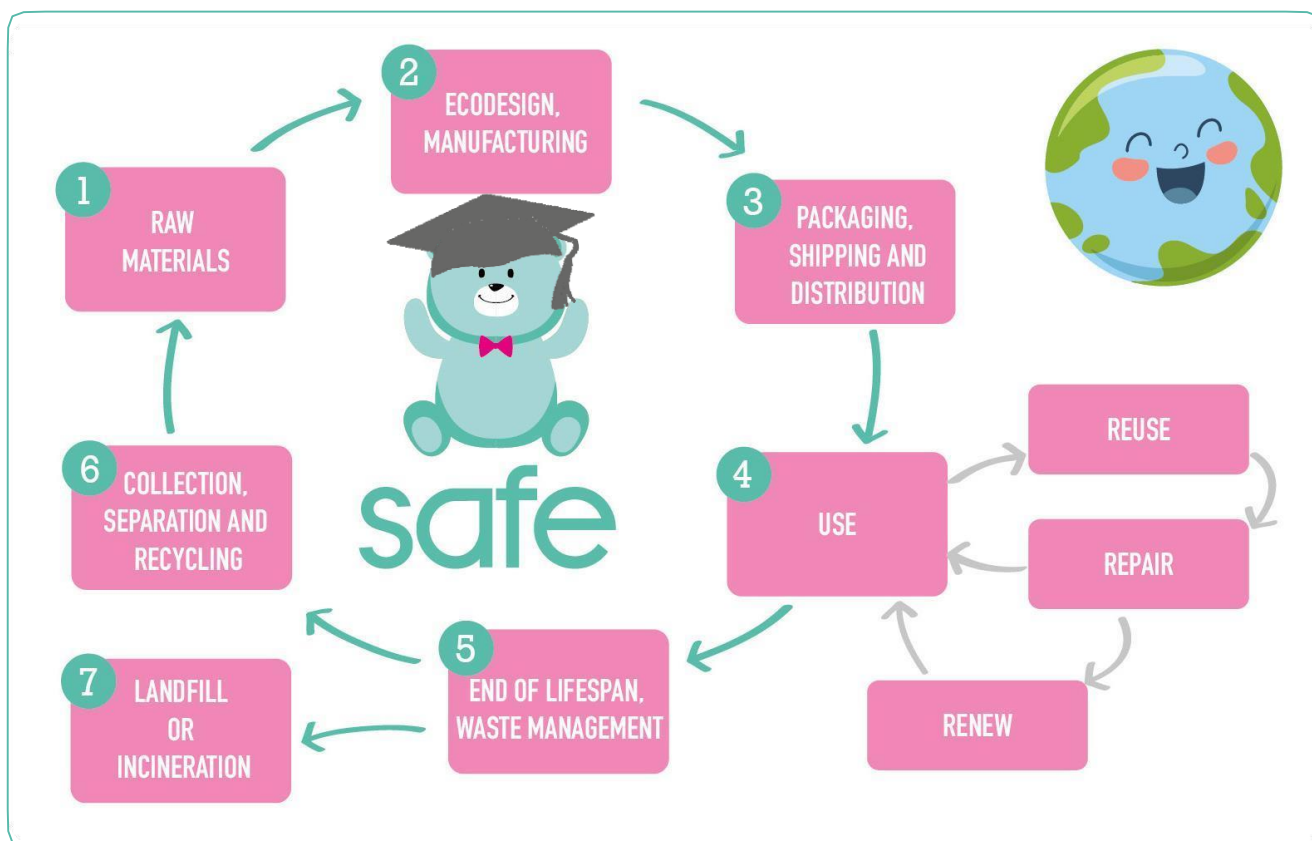 1
RAW
MATERIALS
2
ECODESIGN,
MANUFACTURING
3
PACKAGING,
SHIPPING AND
DISTRIBUTION
4
USE
REUSE
REPAIR
RENEW
5
END OF LIFESPAN,
WASTE MANAGEMENT
6
COLLECTION,
SEPARATION AND
RECYCLING
7
LANDFILL
OR
INCINERATION
safe